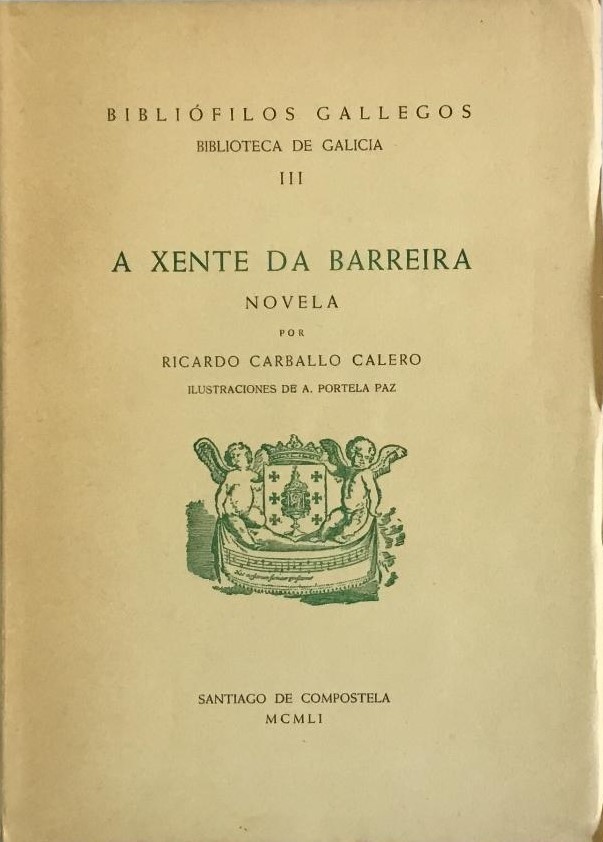 BIBLIÓFILOS GALLEGOS
BIBLIOTECA DE GALICIA
III
A XENTE DA BARREIRA
NOVELA
POR
RICARDO CARBALLO CALERO
ILUSTRACIONES DE A. PORTELA PAZ
SANTIAGO DE COMPOSTELA
MCMLI